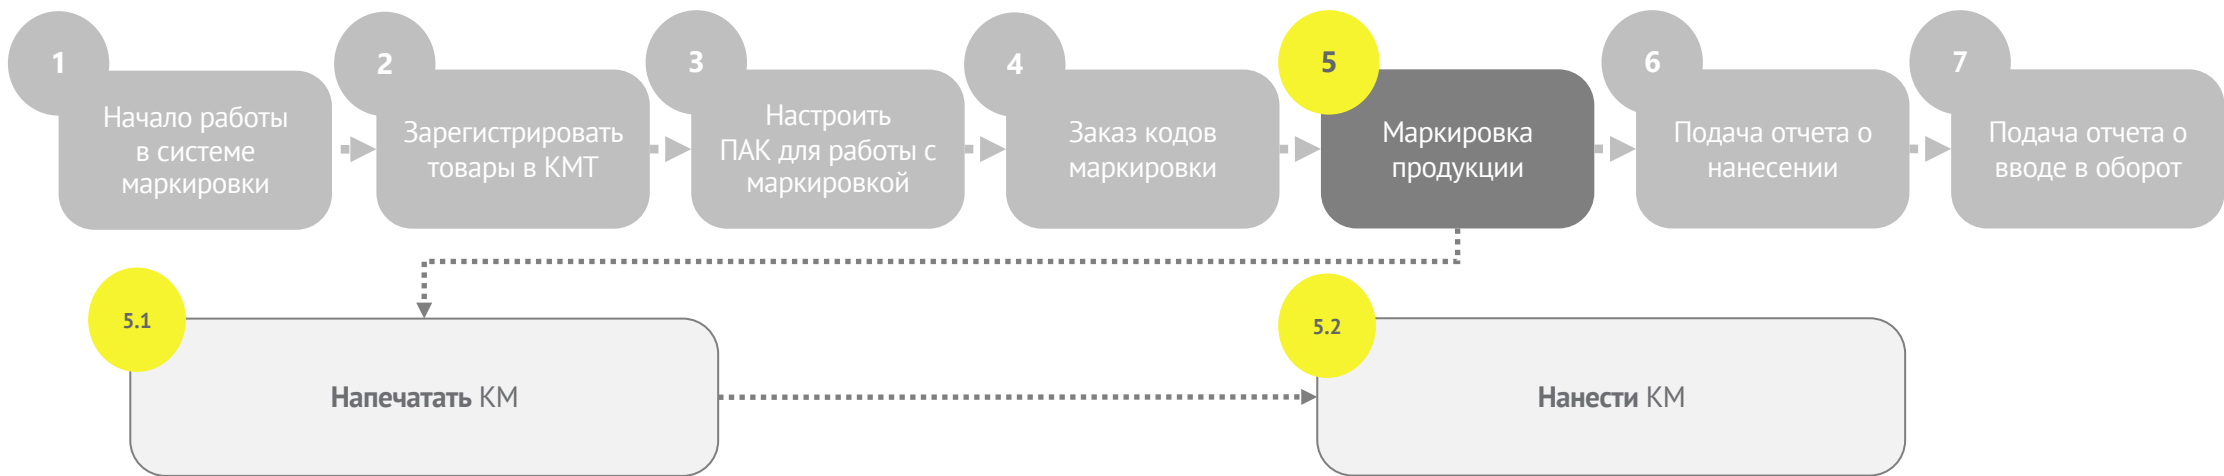 1
Начало работы
в системе
маркировки
2
Зарегистрировать
товары в КМТ
3
Настроить
ПАК для работы с
маркировкой
4
Заказ кодов
маркировки
5
Маркировка
продукции
6
Подача отчета о
нанесении
7
Подача отчета о
вводе в оборот
5.1
Напечатать КМ
5.2
Нанести КМ